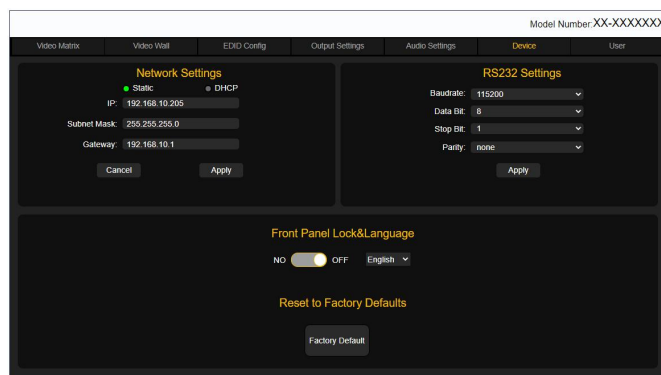 Model Number:XX-XXXXXXX
Video Matrix Video Wall EDID Config Output Settings Audio Settings Device User
Network Settings
Static DHCP
IP: 192.168.10.205
Subnet Mask: 255.255.255.0
Gateway: 192.168.10.1
Cancel Apply
RS232 Settings
Baudrate: 115200
Data Bit: 8
Stop Bit: 1
Parity: none
Apply
Front Panel Lock&Language
NO OFF English
Reset to Factory Defaults
Factory Default